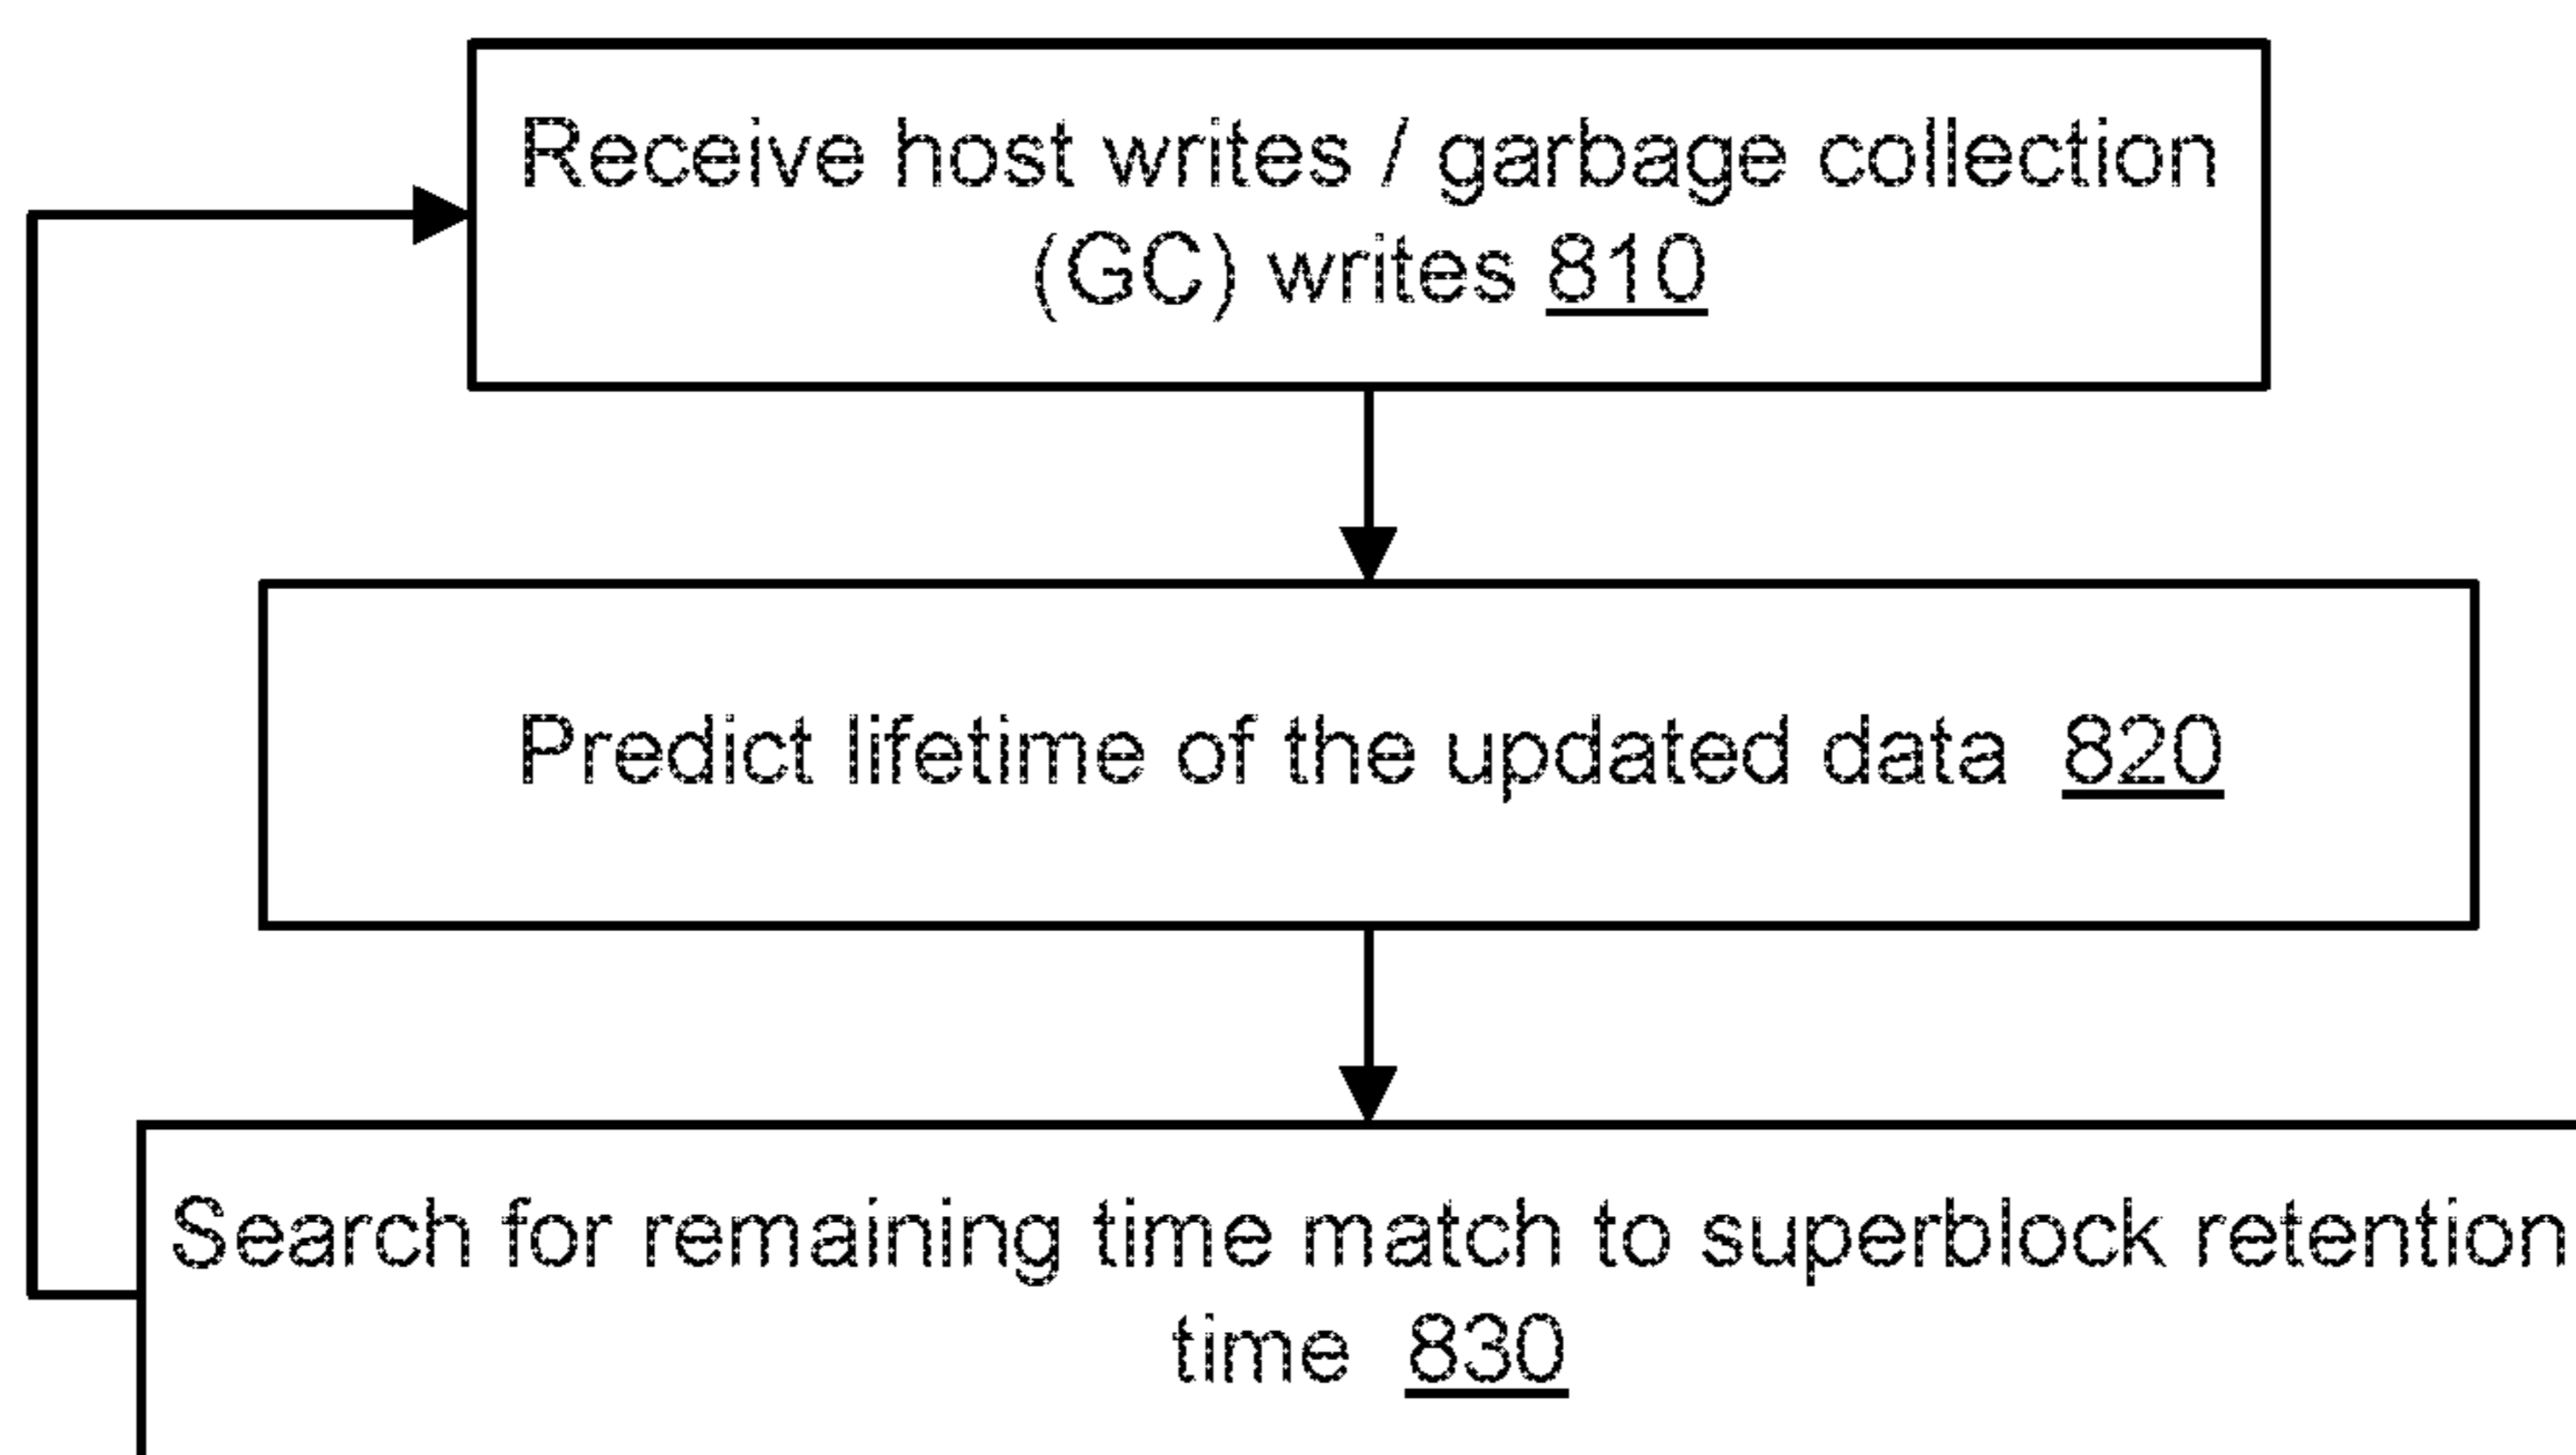 Receive host writes / garbage collection
(GC) writes 810
Predict lifetime of the updated data 820
Search for remaining time match to superblock retention
time 830